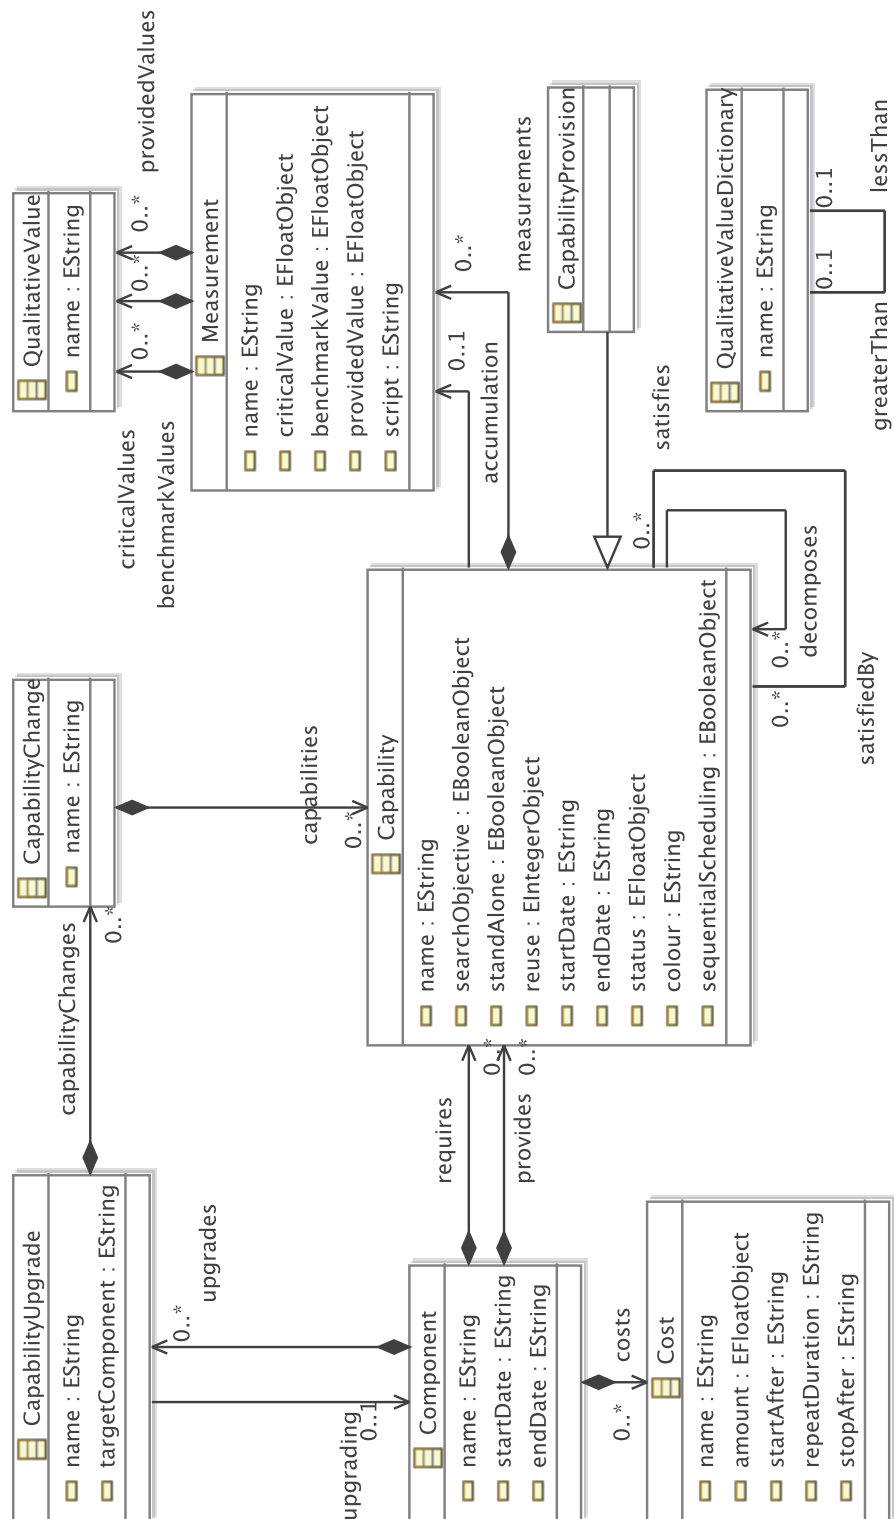 CapabilityUpgrade
name : EString
targetComponent : EString
capabilityChanges
0..*
CapabilityChange
name : EString
QualitativeValue
name : EString
upgrades
0..*
upgrading
0..1
capabilities
0..*
criticalValues
benchmarkValues
providedValues
0..*
0..*
0..*
Measurement
name : EString
criticalValue : EFloatObject
benchmarkValue : EFloatObject
providedValue : EFloatObject
script : EString
Component
name : EString
startDate : EString
endDate : EString
requires
0..*
provides
0..*
Capability
name : EString
searchObjective : EBooleanObject
standAlone : EBooleanObject
reuse : EIntegerObject
startDate : EString
endDate : EString
status : EFloatObject
colour : EString
sequentialScheduling : EBooleanObject
accumulation
0..1
0..*
measurements
CapabilityProvision
costs
0..*
Cost
name : EString
amount : EFloatObject
startAfter : EString
repeatDuration : EString
stopAfter : EString
satisfies
0..*
0..*
decomposes
0..*
satisfiedBy
QualitativeValueDictionary
name : EString
0..1
0..1
greaterThan
lessThan